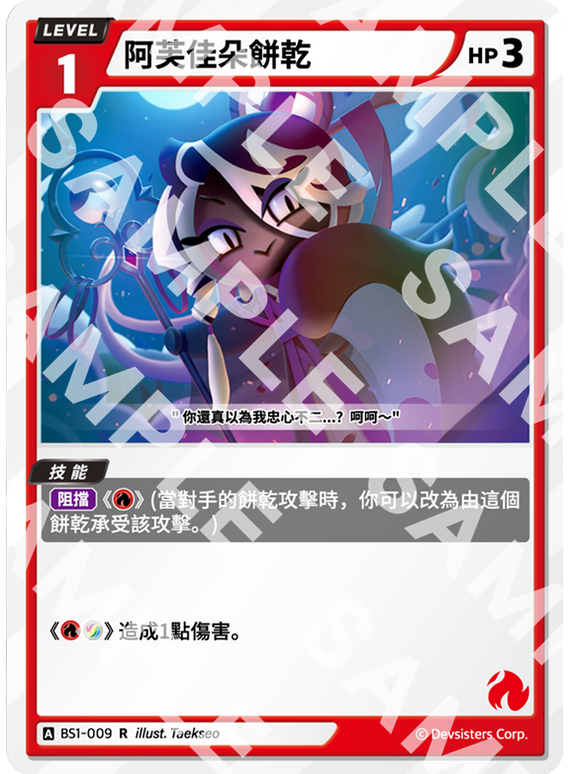 LEVEL
1
阿芙佳朵餅乾
HP 3
"你還真以為我忠心不二...? 呵呵～"
技能
阻擋 《 》(當對手的餅乾攻擊時，你可以改為由這個
餅乾承受該攻擊。)
《 》造成1點傷害。
A BS1-009 R illust. Taekseo
© Devsisters Corp.
SAMPLE
SAMPLE
SAMPLE
SAMPLE